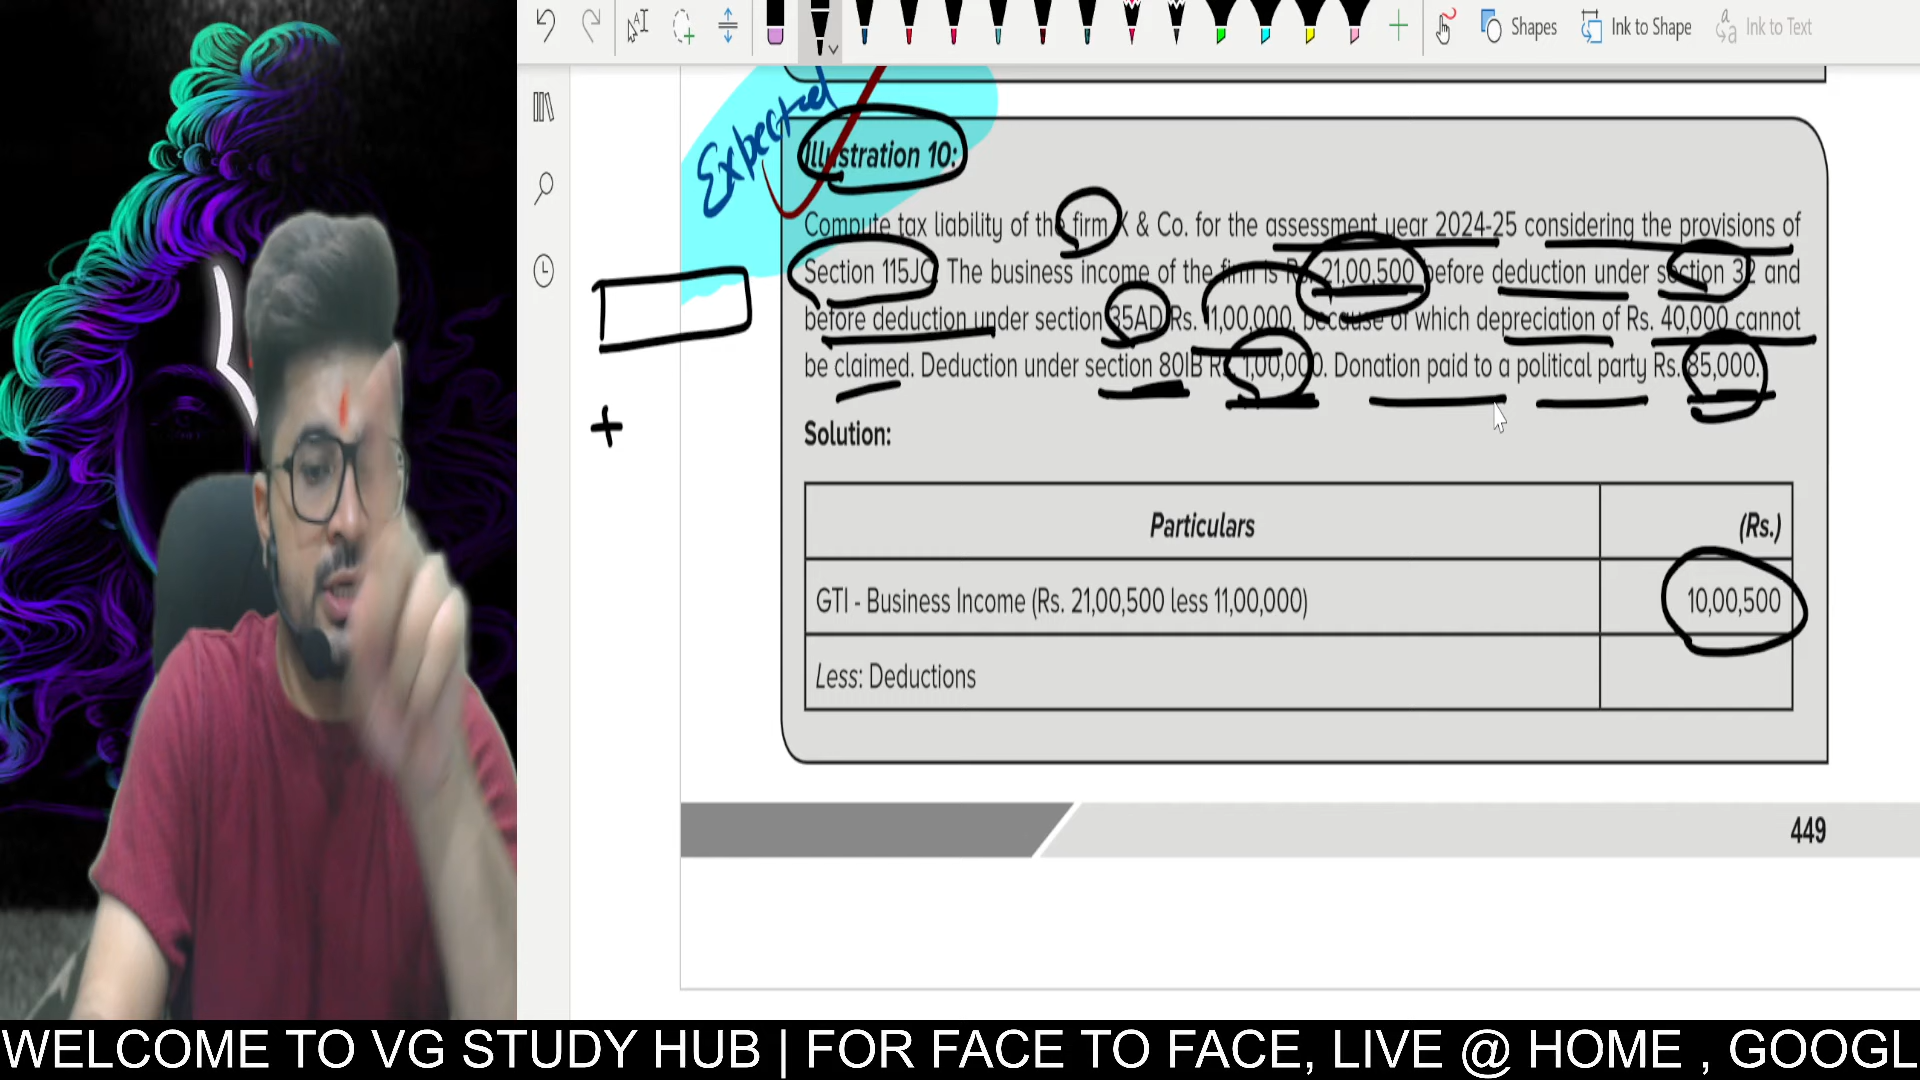 Shapes
Ink to Shape
Ink to Text
Expected
Illustration 10:
Compute tax liability of the firm X & Co. for the assessment year 2024-25 considering the provisions of
Section 115JC. The business income of the firm is Rs. 21,00,500 before deduction under section 32 and
before deduction under section 35AD Rs. 11,00,000, because of which depreciation of Rs. 40,000 cannot
be claimed. Deduction under section 80IB Rs. 1,00,000. Donation paid to a political party Rs. 85,000.
Solution:
Particulars (Rs.)
GTI - Business Income (Rs. 21,00,500 less 11,00,000) 10,00,500
Less: Deductions
449
+
WELCOME TO VG STUDY HUB | FOR FACE TO FACE, LIVE @ HOME , GOOGL